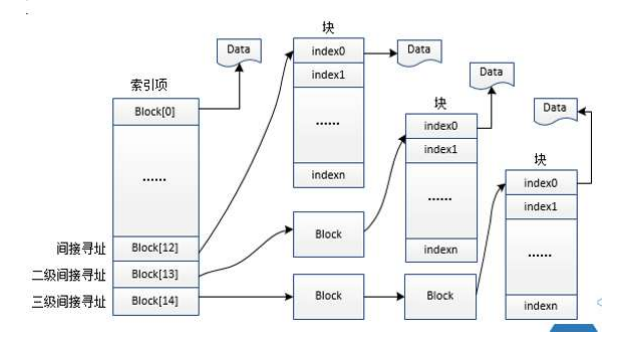 索引项
Block[0]
......
间接寻址 Block[12]
二级间接寻址 Block[13]
三级间接寻址 Block[14]
Data
块
index0
index1
......
indexn
Data
Block
块
index0
index1
......
indexn
Data
Block
Block
块
index0
index1
......
indexn
Data